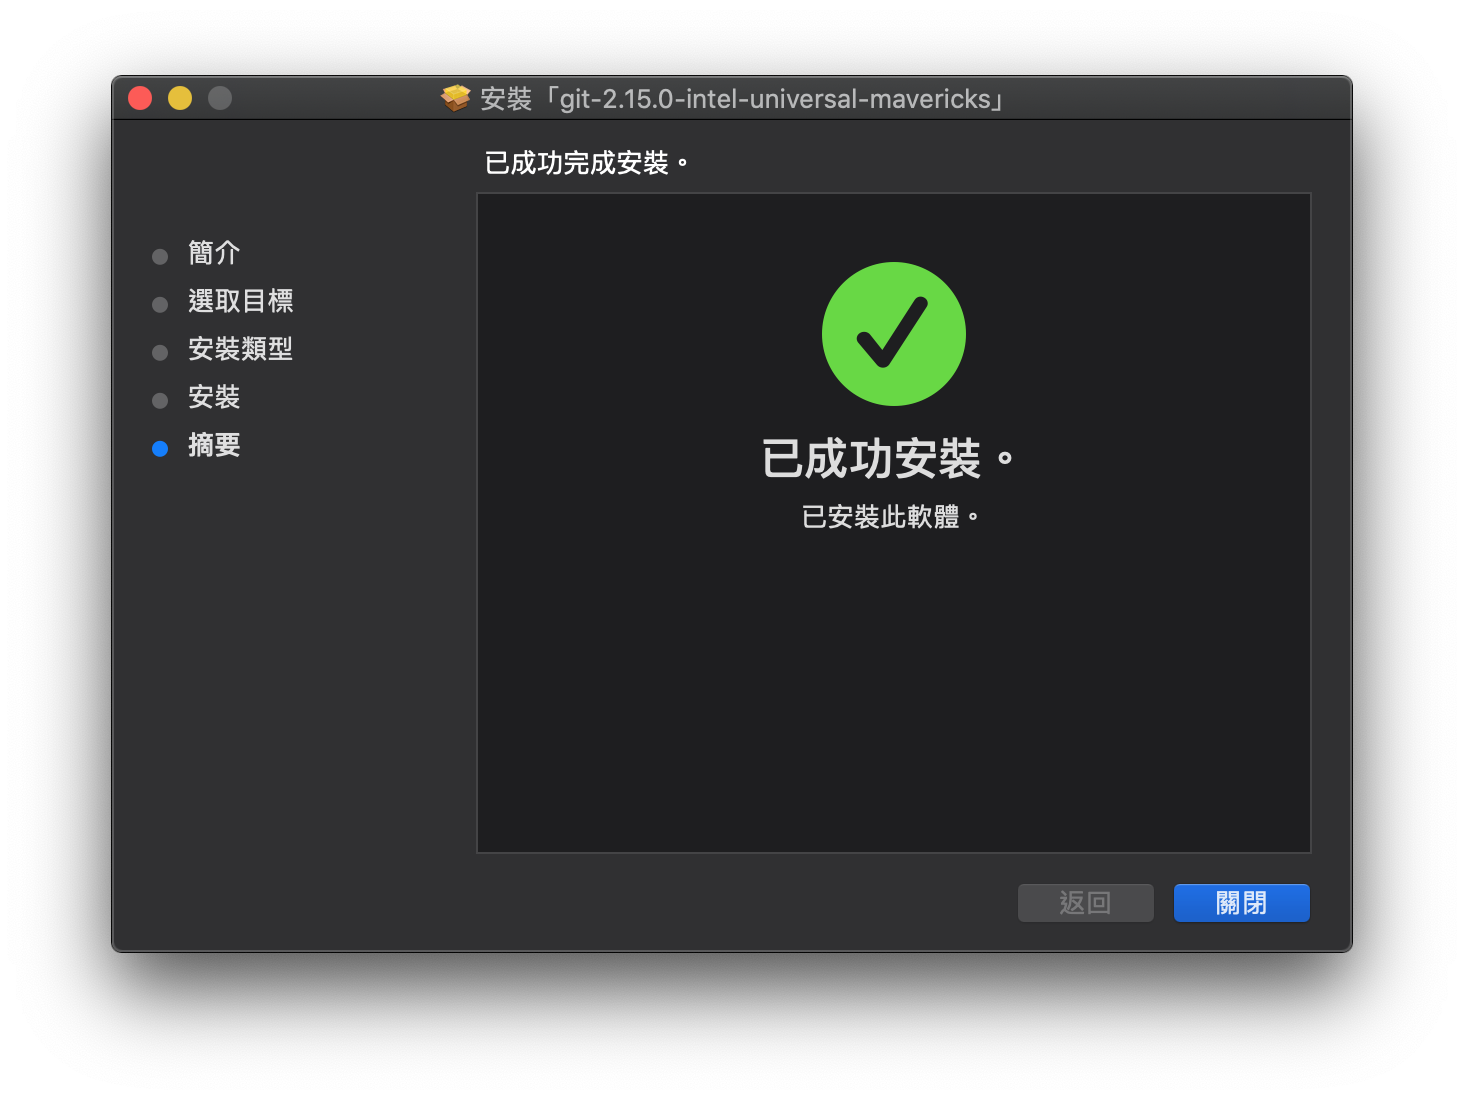 安裝「git-2.15.0-intel-universal-mavericks」
已成功完成安裝。
簡介
選取目標
安裝類型
安裝
摘要
已成功安裝。
已安裝此軟體。
返回
關閉